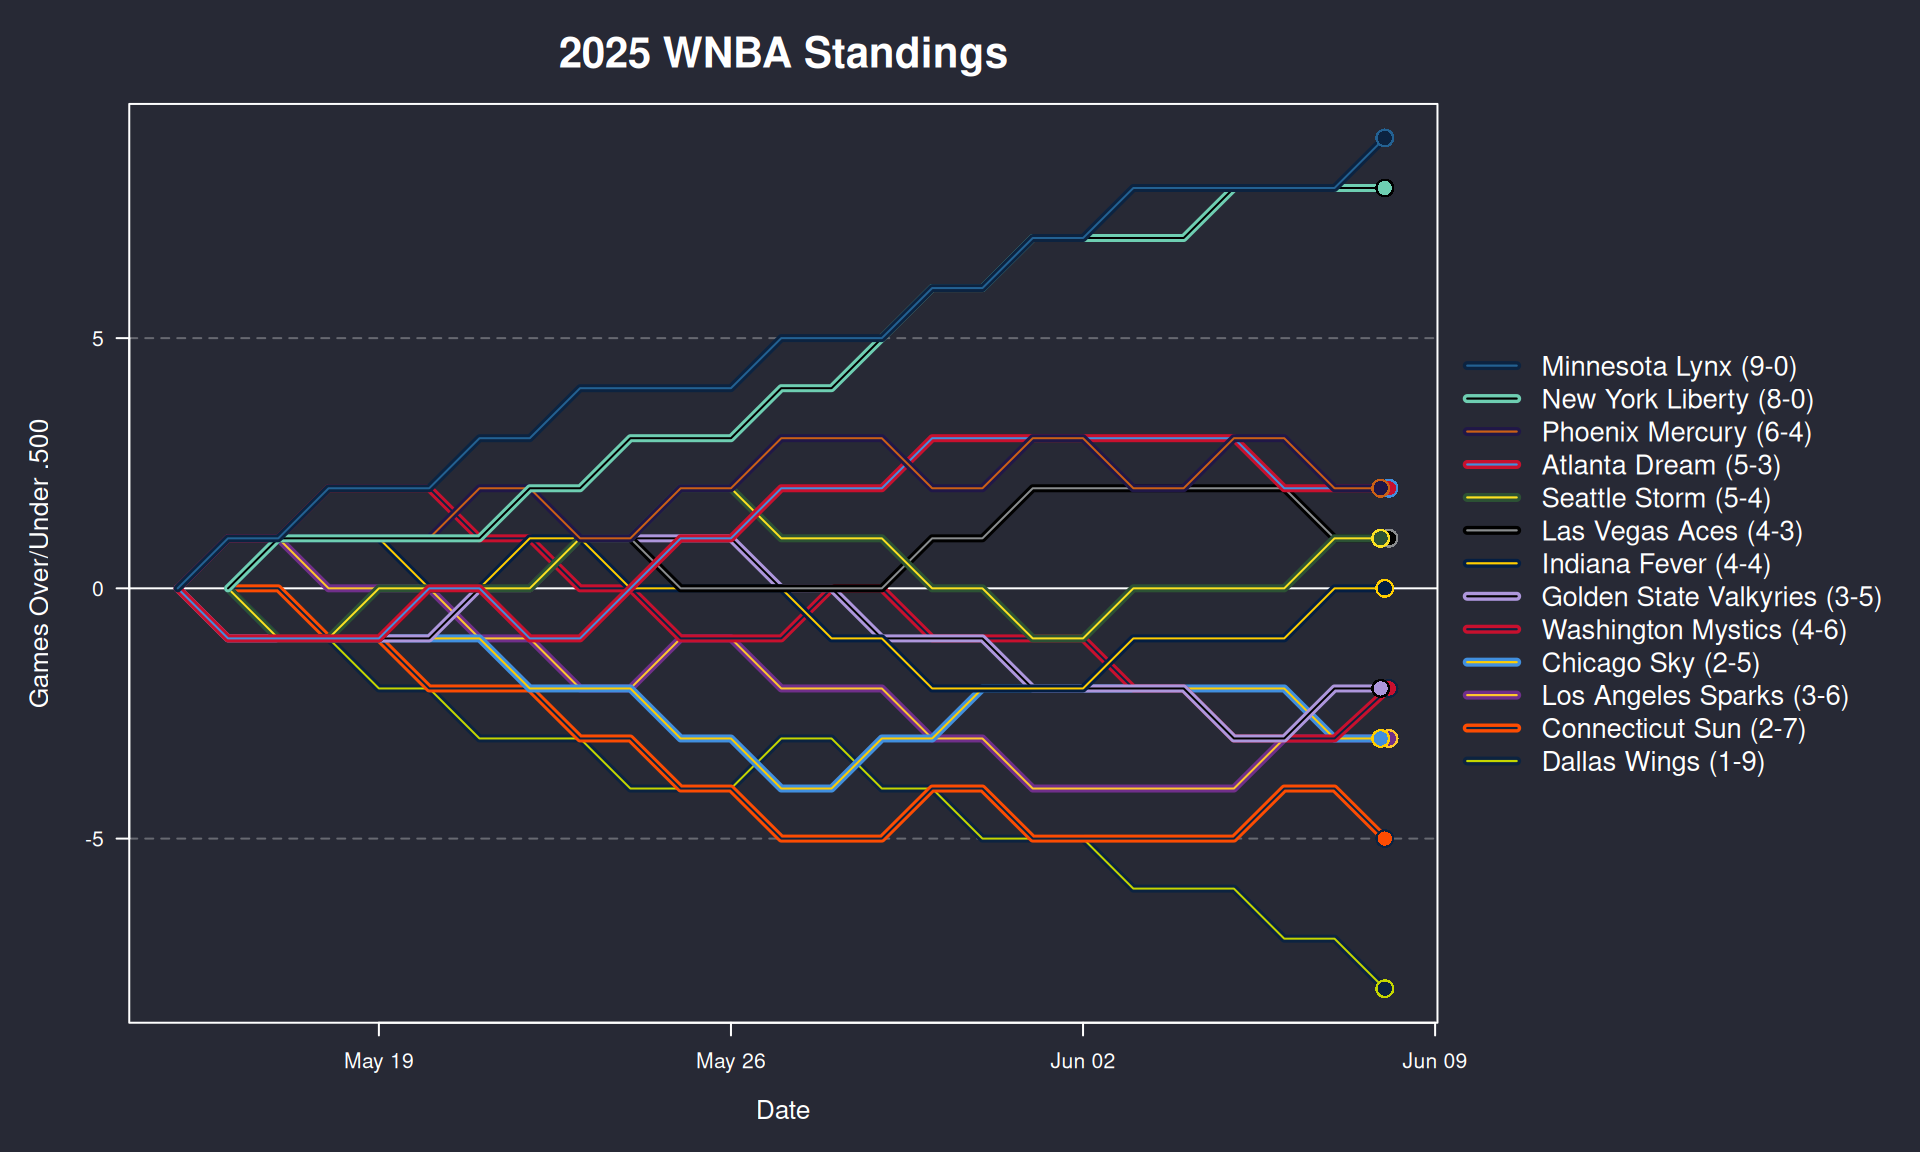 2025 WNBA Standings
Games Over/Under .500
5
0
-5
May 19
May 26
Jun 02
Jun 09
Date
Minnesota Lynx (9-0)
New York Liberty (8-0)
Phoenix Mercury (6-4)
Atlanta Dream (5-3)
Seattle Storm (5-4)
Las Vegas Aces (4-3)
Indiana Fever (4-4)
Golden State Valkyries (3-5)
Washington Mystics (4-6)
Chicago Sky (2-5)
Los Angeles Sparks (3-6)
Connecticut Sun (2-7)
Dallas Wings (1-9)